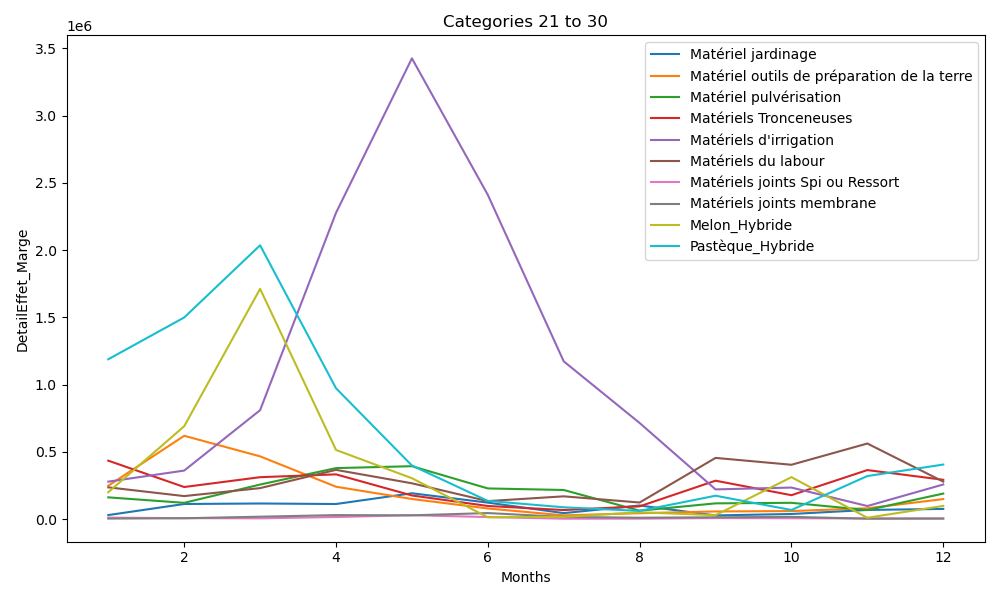 Categories 21 to 30
1e6
Matériel jardinage
Matériel outils de préparation de la terre
Matériel pulvérisation
Matériels Tronceneuses
Matériels d'irrigation
Matériels du labour
Matériels joints Spi ou Ressort
Matériels joints membrane
Melon_Hybride
Pastèque_Hybride
3.5
3.0
2.5
2.0
1.5
1.0
0.5
0.0
DetailEffet_Marge
2 4 6 8 10 12
Months